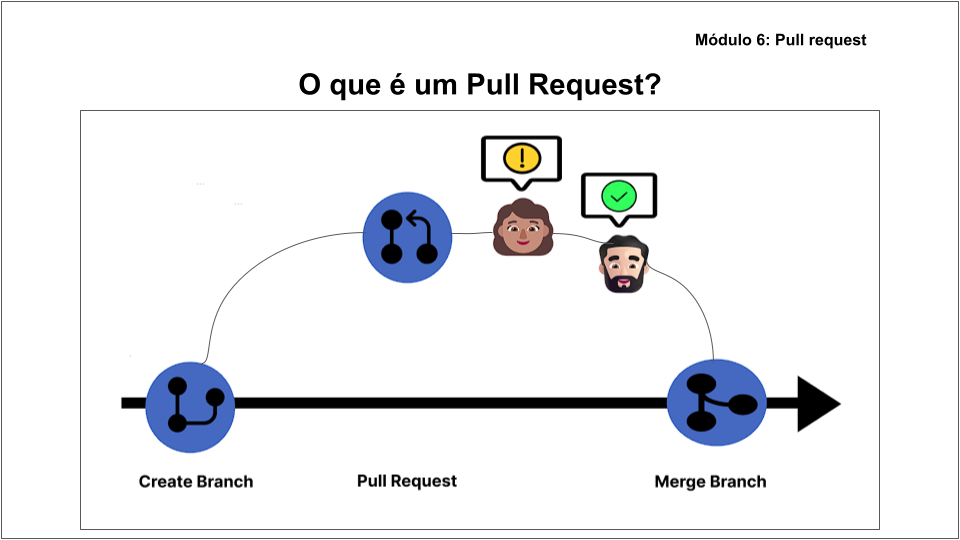 Módulo 6: Pull request
O que é um Pull Request?
Create Branch
Pull Request
Merge Branch